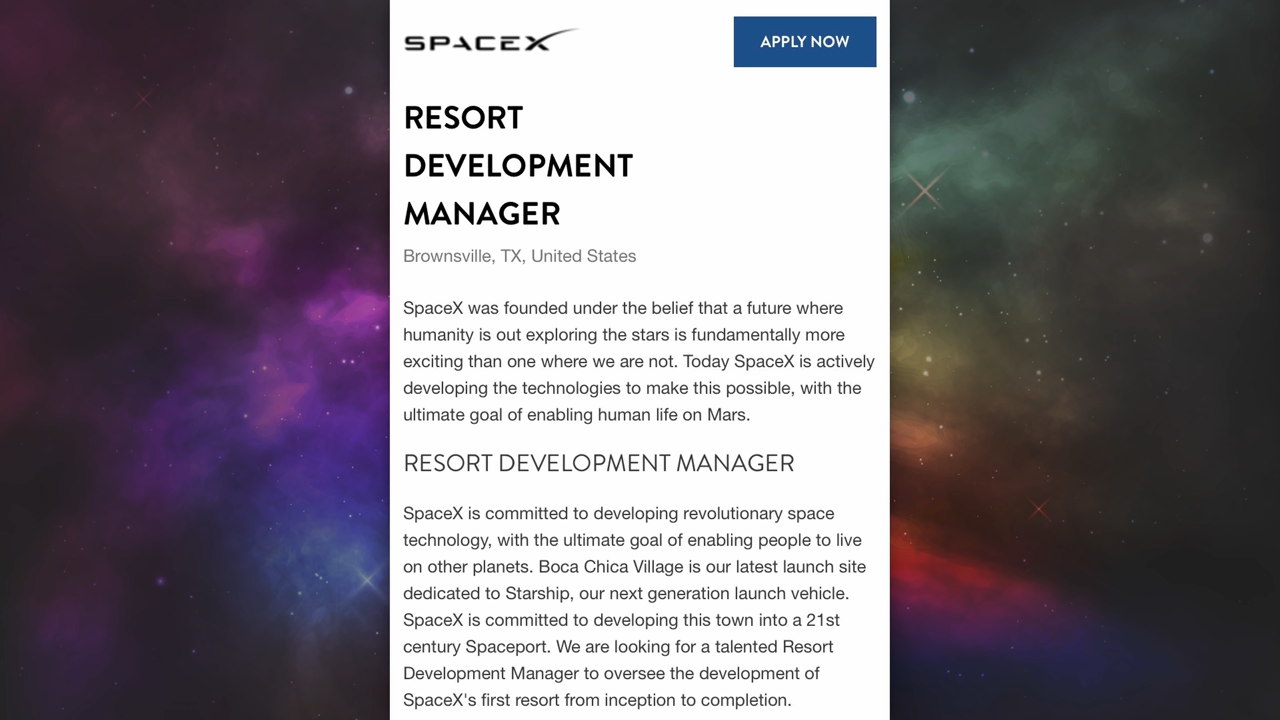 SPACEX
APPLY NOW
RESORT
DEVELOPMENT
MANAGER
Brownsville, TX, United States
SpaceX was founded under the belief that a future where
humanity is out exploring the stars is fundamentally more
exciting than one where we are not. Today SpaceX is actively
developing the technologies to make this possible, with the
ultimate goal of enabling human life on Mars.
RESORT DEVELOPMENT MANAGER
SpaceX is committed to developing revolutionary space
technology, with the ultimate goal of enabling people to live
on other planets. Boca Chica Village is our latest launch site
dedicated to Starship, our next generation launch vehicle.
SpaceX is committed to developing this town into a 21st
century Spaceport. We are looking for a talented Resort
Development Manager to oversee the development of
SpaceX's first resort from inception to completion.